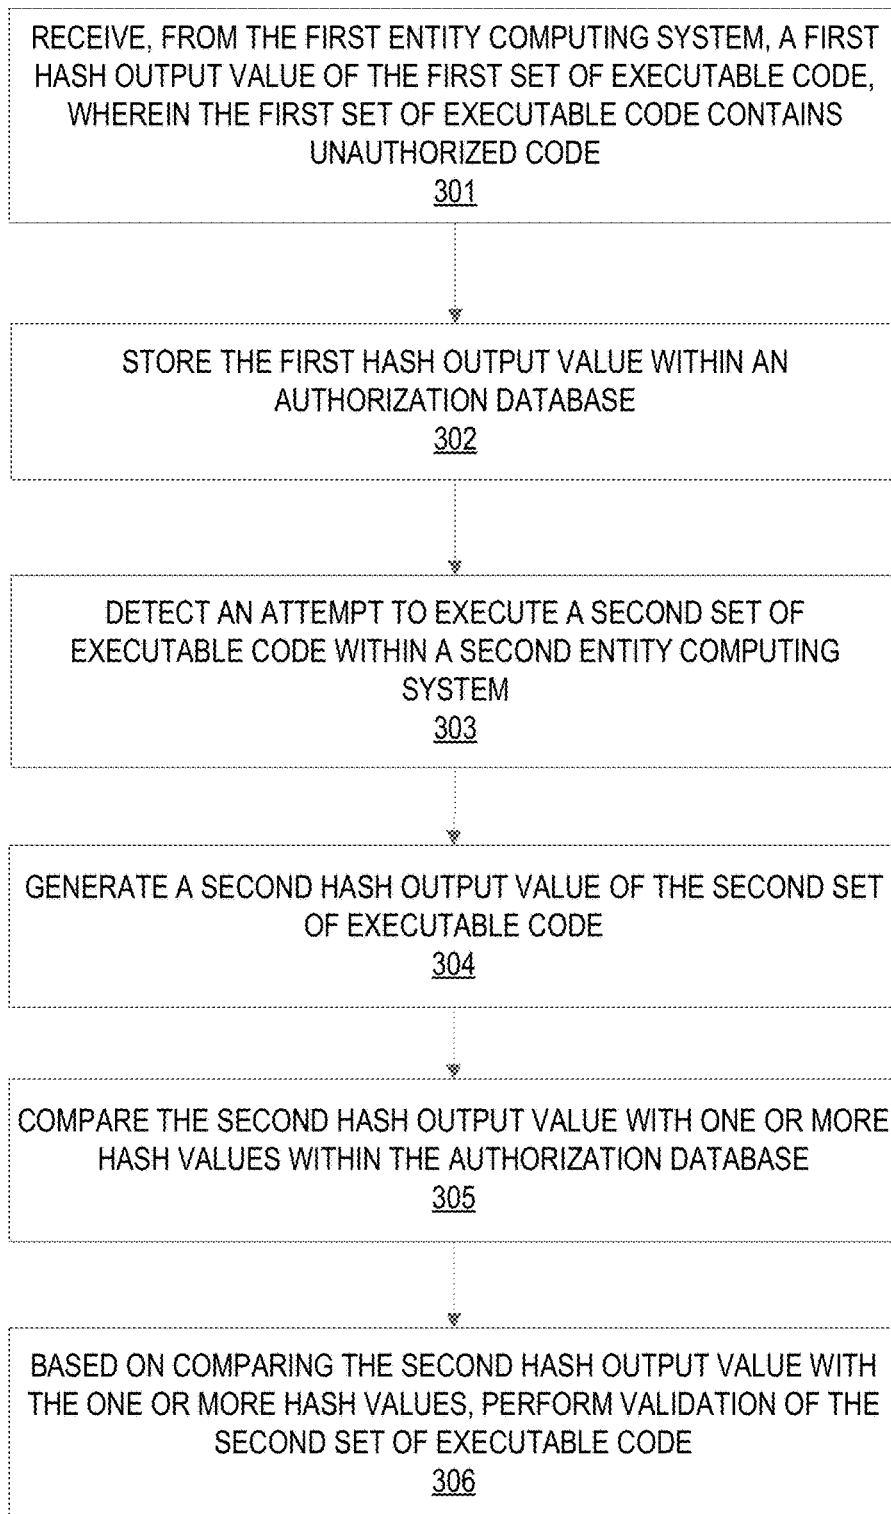 RECEIVE, FROM THE FIRST ENTITY COMPUTING SYSTEM, A FIRST
HASH OUTPUT VALUE OF THE FIRST SET OF EXECUTABLE CODE,
WHEREIN THE FIRST SET OF EXECUTABLE CODE CONTAINS
UNAUTHORIZED CODE
301
STORE THE FIRST HASH OUTPUT VALUE WITHIN AN
AUTHORIZATION DATABASE
302
DETECT AN ATTEMPT TO EXECUTE A SECOND SET OF
EXECUTABLE CODE WITHIN A SECOND ENTITY COMPUTING
SYSTEM
303
GENERATE A SECOND HASH OUTPUT VALUE OF THE SECOND SET
OF EXECUTABLE CODE
304
COMPARE THE SECOND HASH OUTPUT VALUE WITH ONE OR MORE
HASH VALUES WITHIN THE AUTHORIZATION DATABASE
305
BASED ON COMPARING THE SECOND HASH OUTPUT VALUE WITH
THE ONE OR MORE HASH VALUES, PERFORM VALIDATION OF THE
SECOND SET OF EXECUTABLE CODE
306